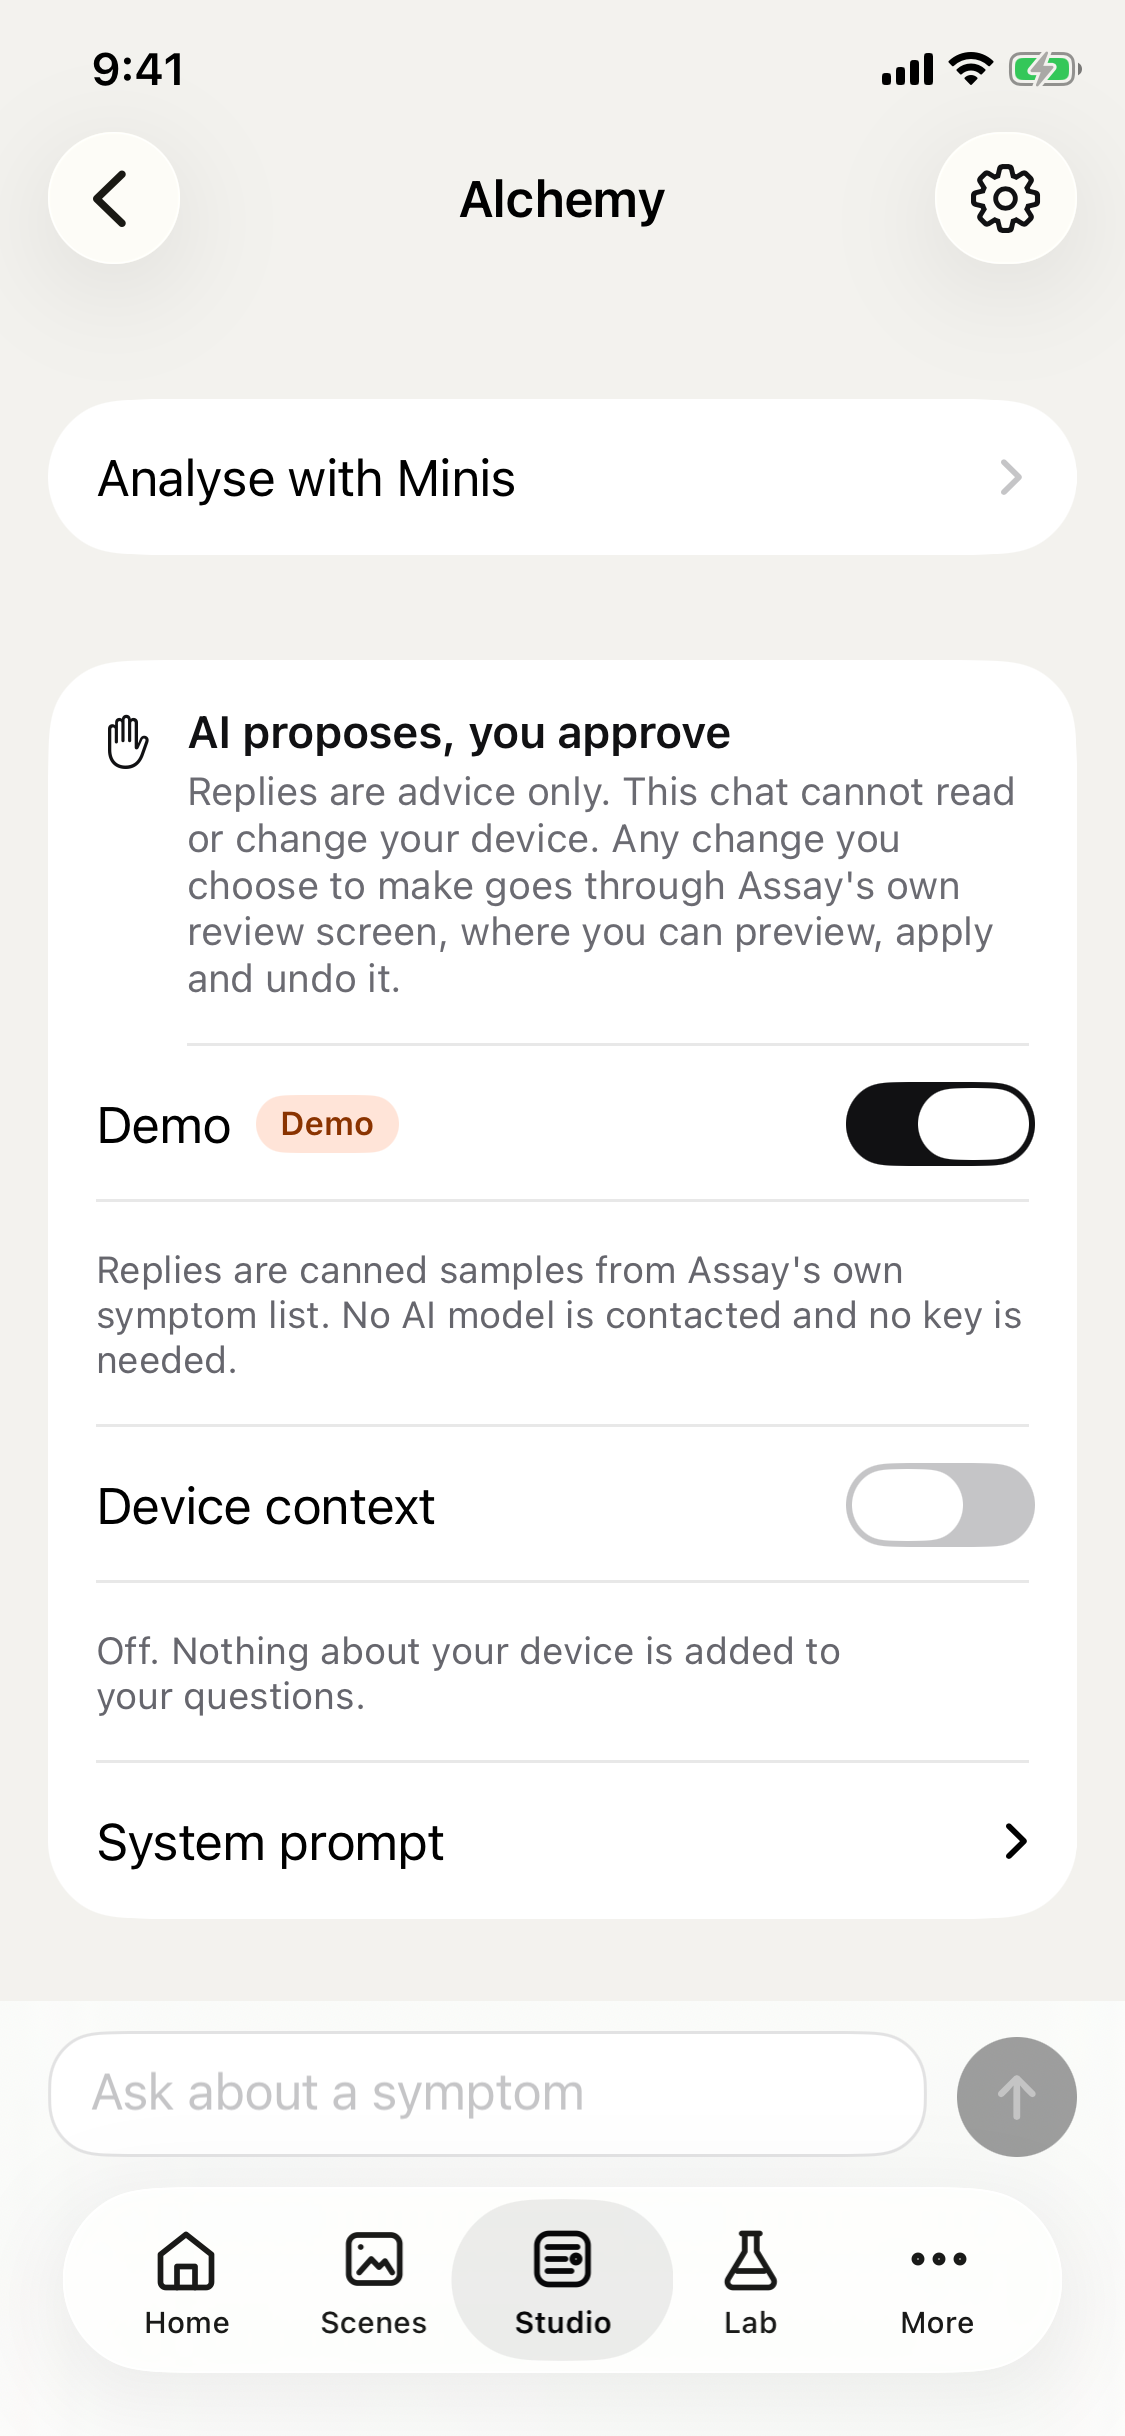 9:41
Alchemy
Analyse with Minis
AI proposes, you approve
Replies are advice only. This chat cannot read
or change your device. Any change you
choose to make goes through Assay's own
review screen, where you can preview, apply
and undo it.
Demo Demo
Replies are canned samples from Assay's own
symptom list. No AI model is contacted and no key is
needed.
Device context
Off. Nothing about your device is added to
your questions.
System prompt
Ask about a symptom
Home Scenes Studio Lab More